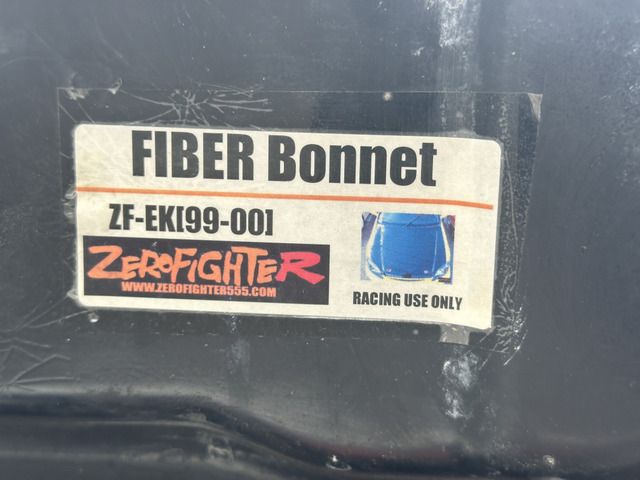 FIBER Bonnet
ZF-EK[99-00]
ZEROFIGHTER
WWW.ZEROFIGHTER555.COM
RACING USE ONLY